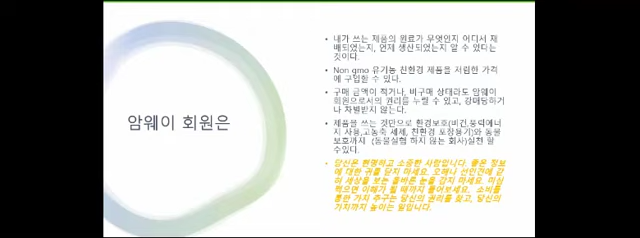 암웨이 회원은
• 내가 쓰는 제품의 원료가 무엇인지 어디서 재
배되었는지, 언제 생산되었는지 알 수 있다는
것이다.
• Non gmo 유기농 친환경 제품을 저렴한 가격
에 구입할 수 있다.
• 구매 금액이 적거나, 비구매 상태라도 암웨이
회원으로서의 권리를 누릴 수 있고, 강매당하거
나 차별받지 않는다.
• 제품을 쓰는 것만으로 환경보호(비건,풍력에너
지 사용,고농축 세제, 친환경 포장용기)와 동물
보호까지 (동물실험 하지 않는 회사)실천 할
수있다.
• 당신은 현명하고 소중한 사람입니다. 좋은 정보
에 대한 귀를 닫지 마세요. 오해나 선입견에 갇
혀 세상을 보는 올바른 눈을 감지 마세요. 의심
쩍으면 이해가 될 때까지 물어보세요. 소비를
통한 가치 추구는 당신의 권리를 찾고, 당신의
가치까지 높이는 일입니다.